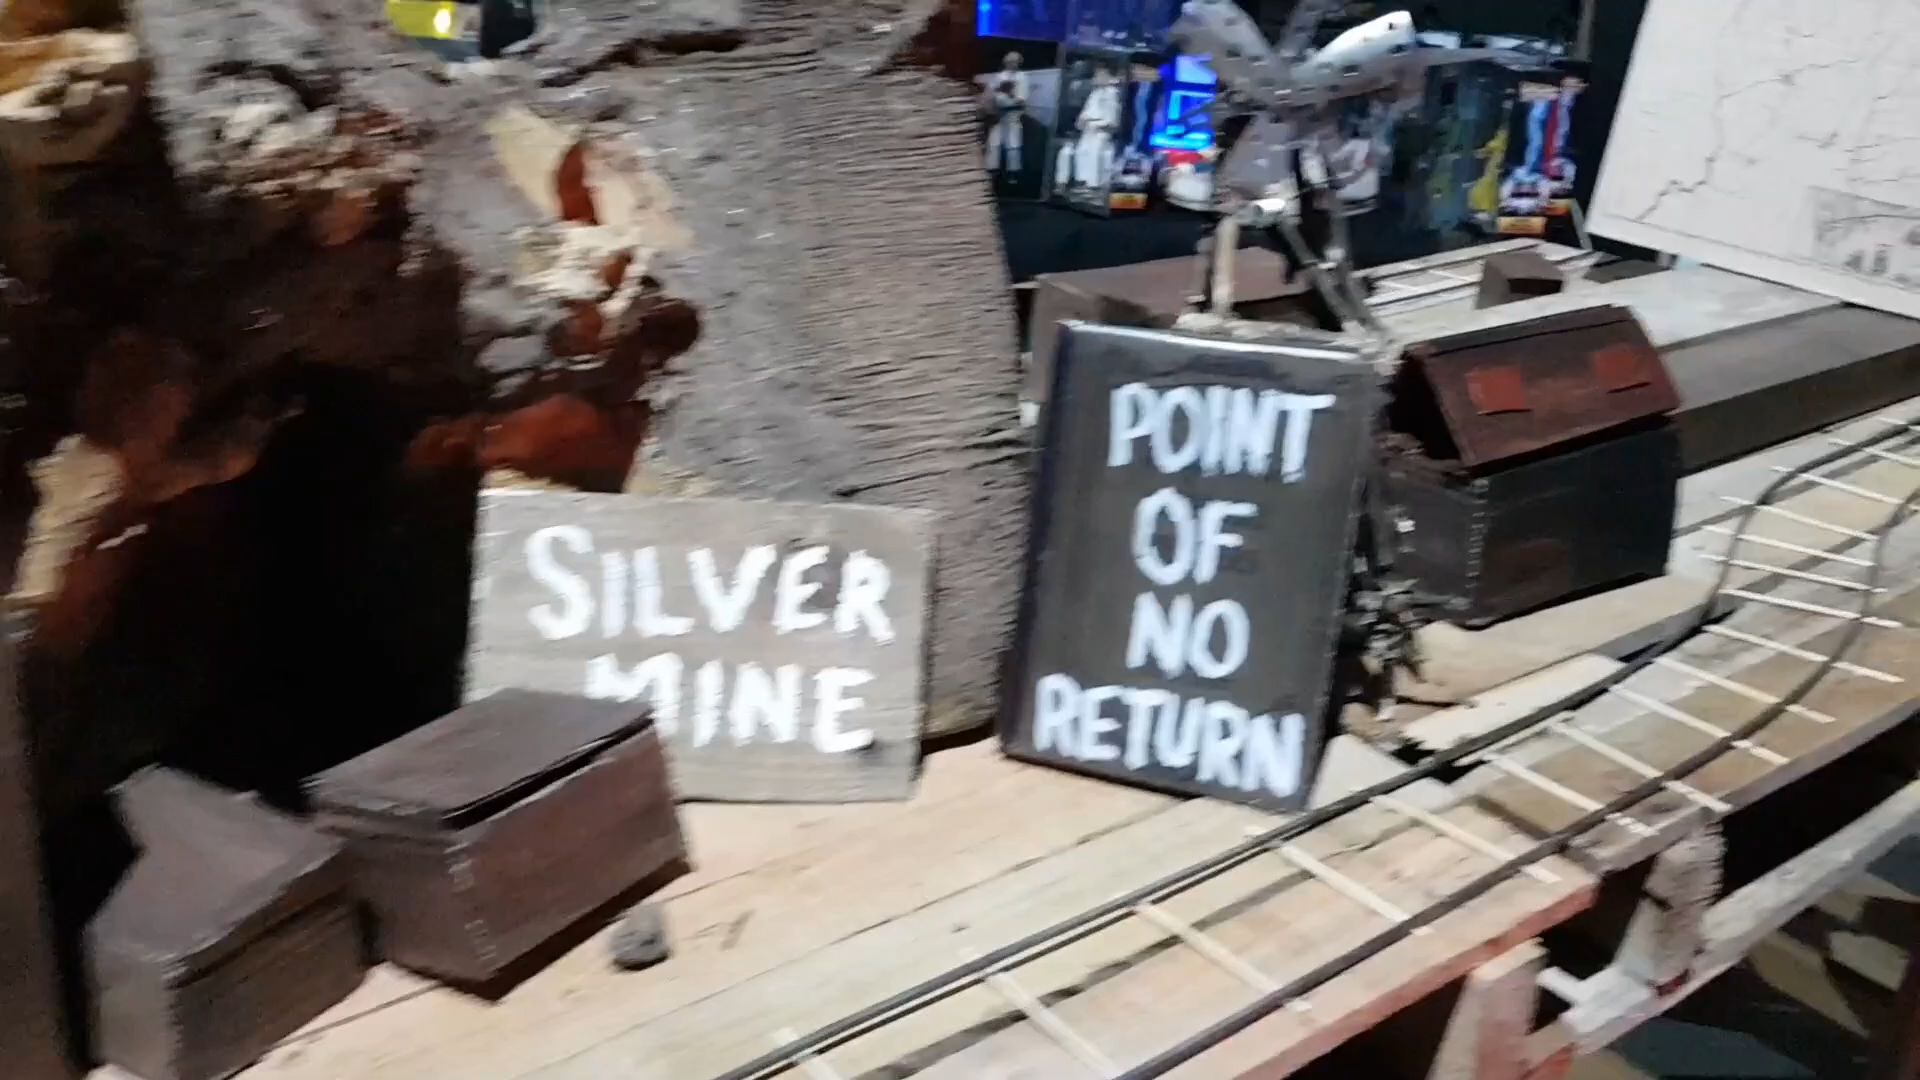 SILVER
MINE
POINT
OF
NO
RETURN